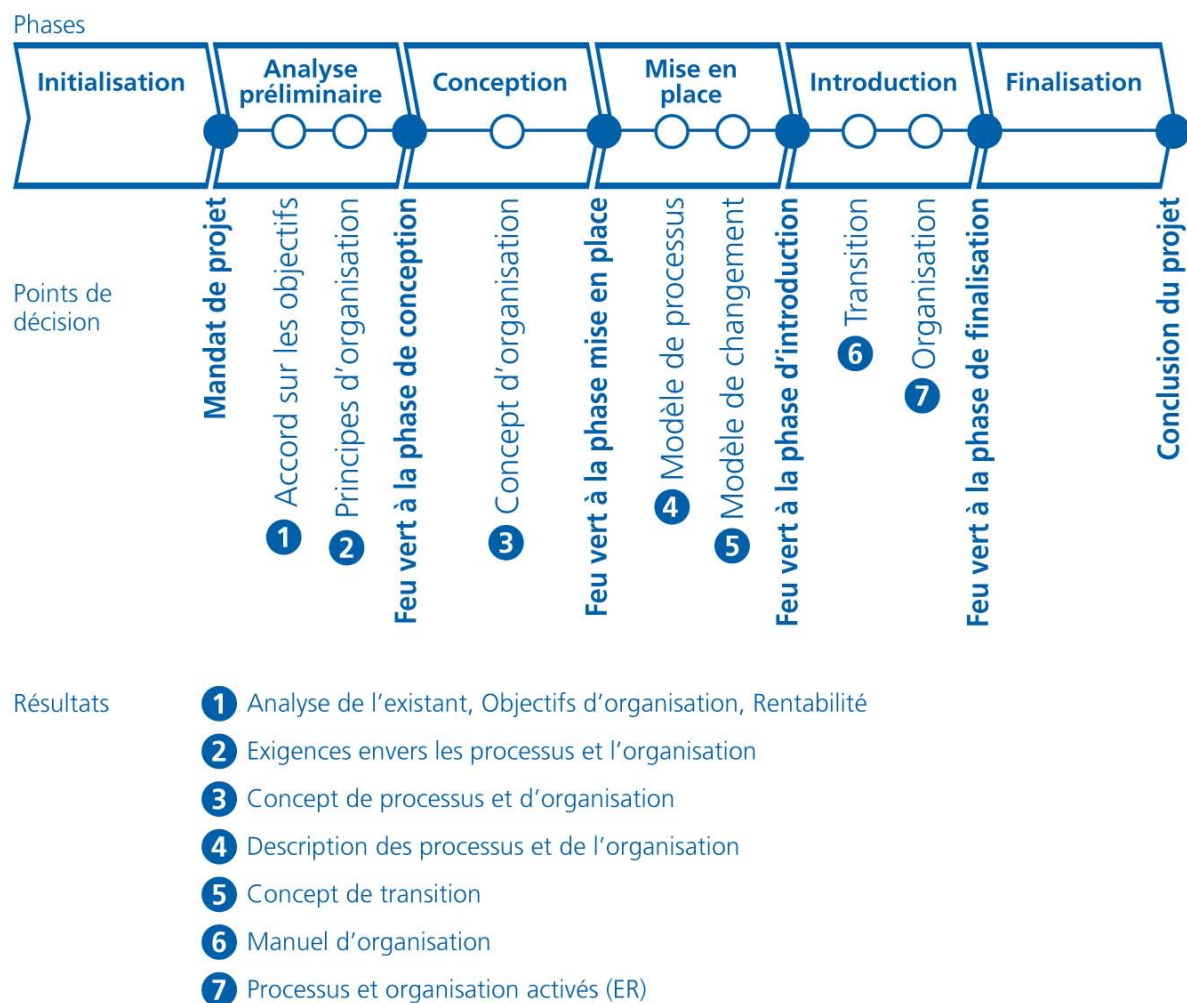 Phases
Initialisation
Analyse
préliminaire
Conception
Mise en
place
Introduction
Finalisation
Points de
décision
Mandat de projet
1 Accord sur les objectifs
2 Principes d’organisation
Feu vert à la phase de conception
3 Concept d’organisation
Feu vert à la phase mise en place
4 Modèle de processus
5 Modèle de changement
Feu vert à la phase d’introduction
6 Transition
7 Organisation
Feu vert à la phase de finalisation
Conclusion du projet
Résultats
1 Analyse de l’existant, Objectifs d’organisation, Rentabilité
2 Exigences envers les processus et l’organisation
3 Concept de processus et d’organisation
4 Description des processus et de l’organisation
5 Concept de transition
6 Manuel d’organisation
7 Processus et organisation activés (ER)